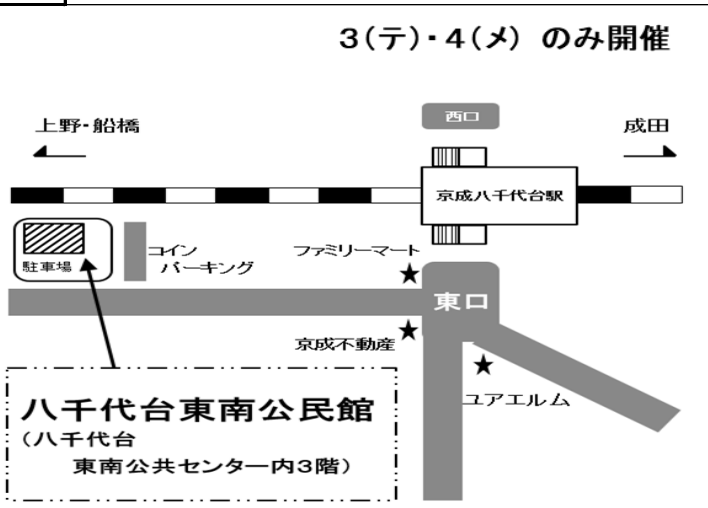 3(テ)・4(メ) のみ開催
西口
上野・船橋
成田
京成八千代台駅
駐車場
コイン
パーキング
ファミリーマート
東口
京成不動産
ユアエルム
八千代台東南公民館
(八千代台
東南公共センター内3階)